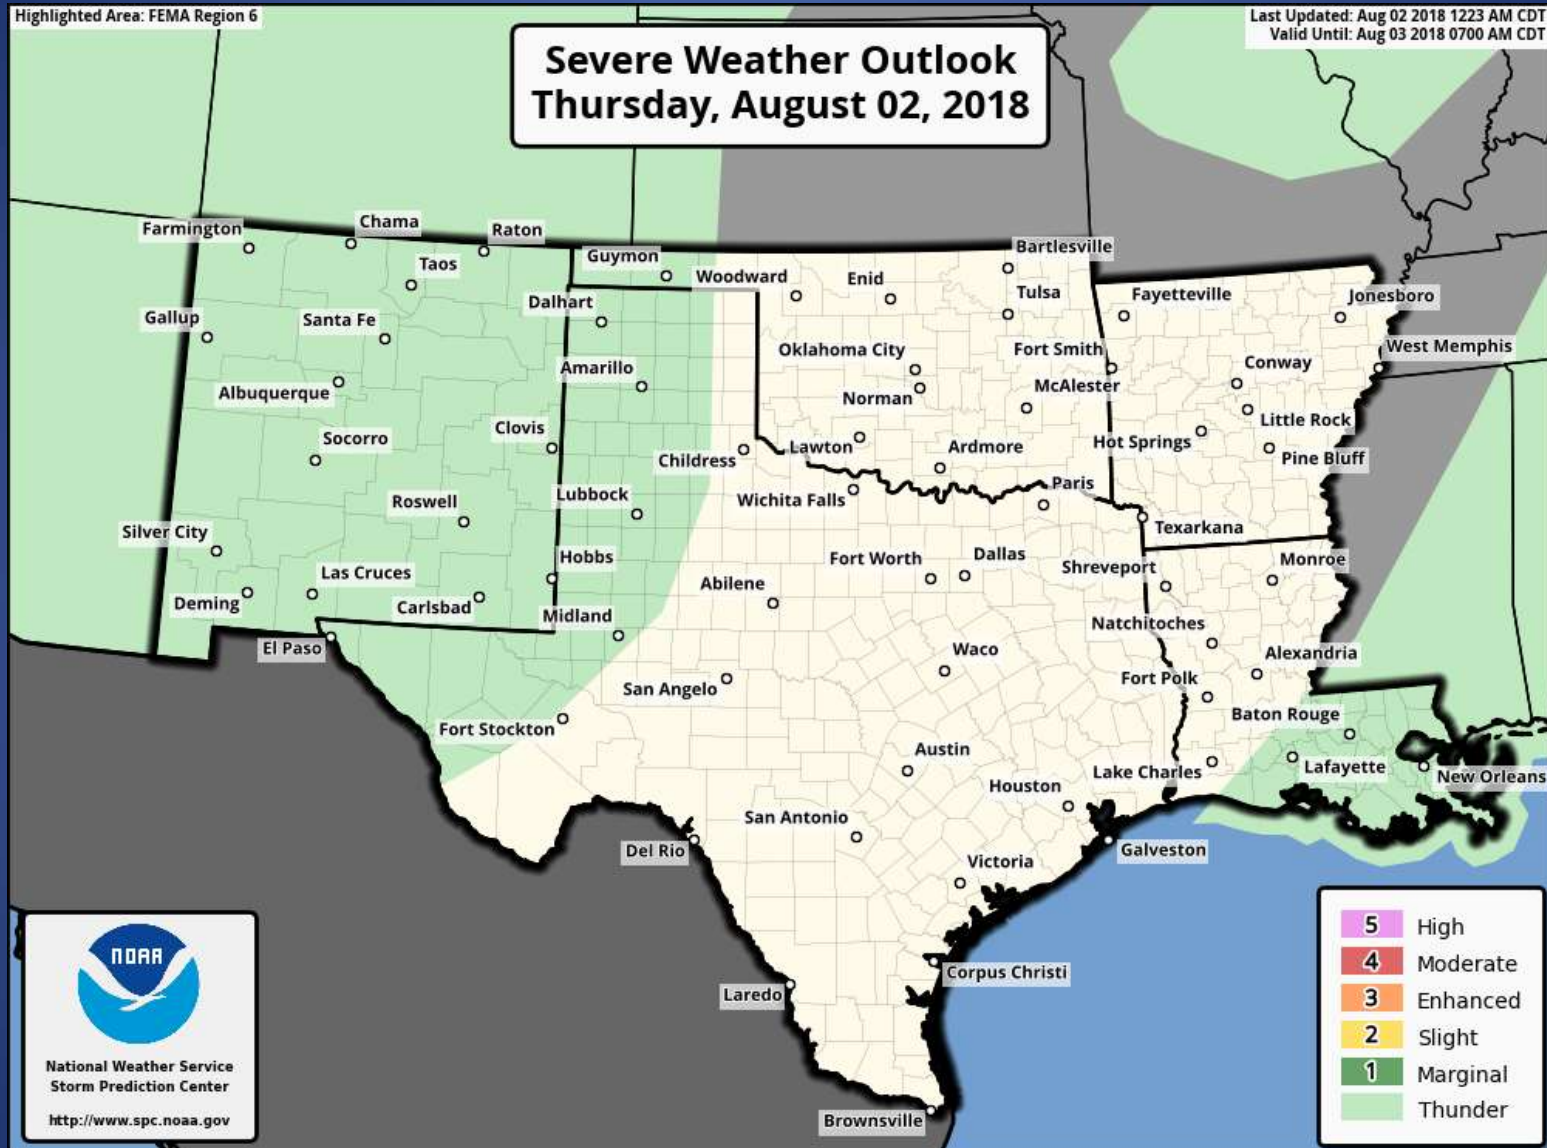 Highlighted Area: FEMA Region 6
Last Updated: Aug 02 2018 1223 AM CDT
Valid Until: Aug 03 2018 0700 AM CDT
Severe Weather Outlook
Thursday, August 02, 2018
Farmington
Chama
Raton
Taos
Guymon
Woodward
Enid
Bartlesville
Tulsa
Fayetteville
Jonesboro
Gallup
Santa Fe
Dalhart
Oklahoma City
Fort Smith
West Memphis
Albuquerque
Amarillo
Norman
McAlester
Conway
Little Rock
Socorro
Clovis
Childress
Lawton
Ardmore
Hot Springs
Pine Bluff
Roswell
Lubbock
Wichita Falls
Paris
Texarkana
Silver City
Las Cruces
Hobbs
Abilene
Fort Worth
Dallas
Shreveport
Monroe
Deming
Carlsbad
Midland
Natchitoches
El Paso
San Angelo
Waco
Fort Polk
Alexandria
Fort Stockton
Austin
Baton Rouge
Houston
Lake Charles
Lafayette
New Orleans
San Antonio
Del Rio
Victoria
Galveston
Laredo
Corpus Christi
Brownsville
NOAA
National Weather Service
Storm Prediction Center
http://www.spc.noaa.gov
5 High
4 Moderate
3 Enhanced
2 Slight
1 Marginal
Thunder